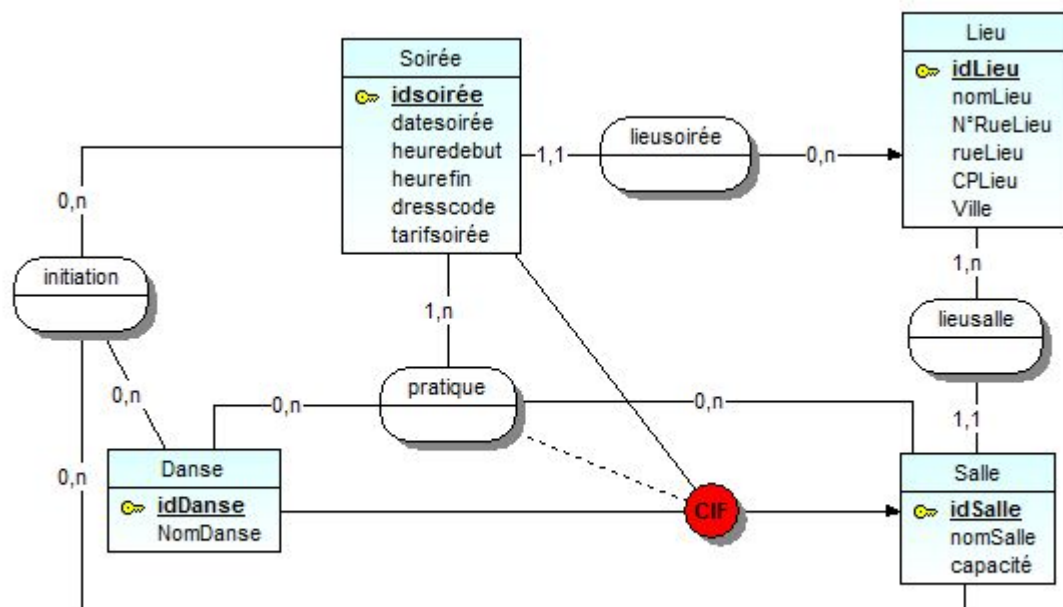 Soirée
idsoirée
datesoirée
heuredebut
heurefin
dresscode
tarifsoirée
1,1
lieusoirée
0,n
Lieu
idLieu
nomLieu
N°RueLieu
rueLieu
CPLieu
Ville
0,n
initiation
1,n
1,n
lieusalle
0,n
pratique
0,n
0,n
1,1
0,n
Danse
idDanse
NomDanse
CIF
Salle
idSalle
nomSalle
capacité